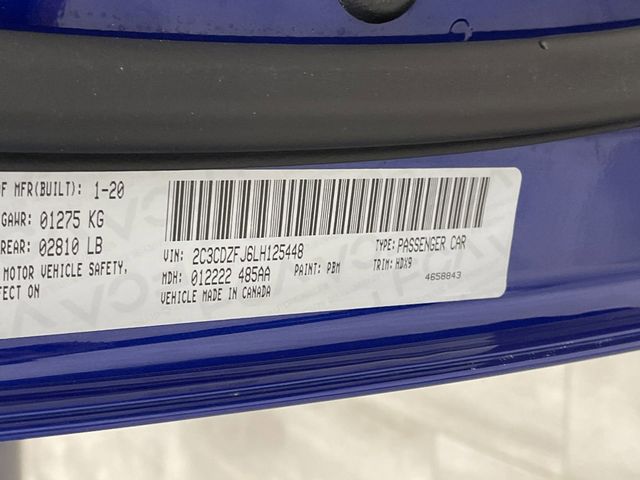 OF MFR(BUILT): 1-20
GAWR: 01275 KG
REAR: 02810 LB
MOTOR VEHICLE SAFETY,
FECT ON
VIN: 2C3CDZFJ6LH125448
TYPE: PASSENGER CAR
MDH: 012222 485AA PAINT: PBM TRIM: HDX9
VEHICLE MADE IN CANADA
4658843